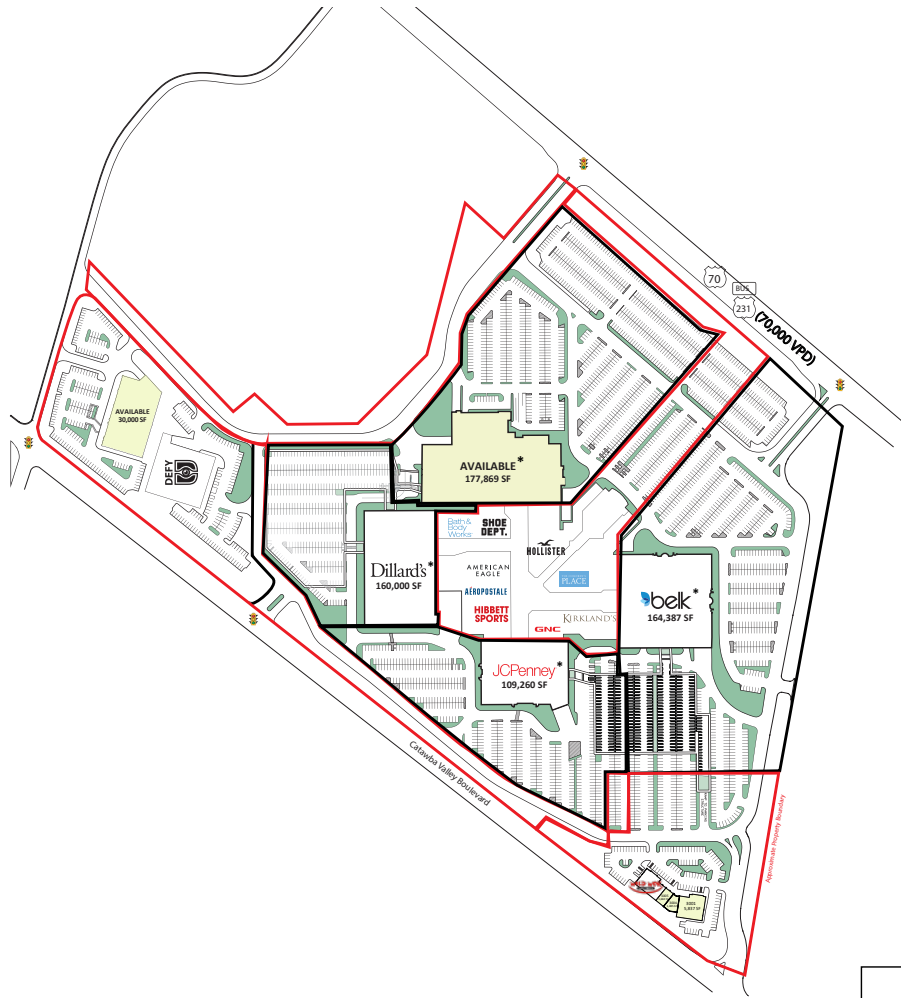 70
BUS.
231
(70,000 VPD)
AVAILABLE
30,000 SF
DEFY
AVAILABLE*
177,869 SF
Bath &
Body
Works
SHOE
DEPT.
HOLLISTER
Dillard's*
160,000 SF
AMERICAN
EAGLE
AÉROPOSTALE
PLACE
HIBBETT
SPORTS
KIRKLAND'S
GNC
belk*
164,387 SF
JCPenney*
109,260 SF
Catawba Valley Boulevard
Approximate Property Boundary